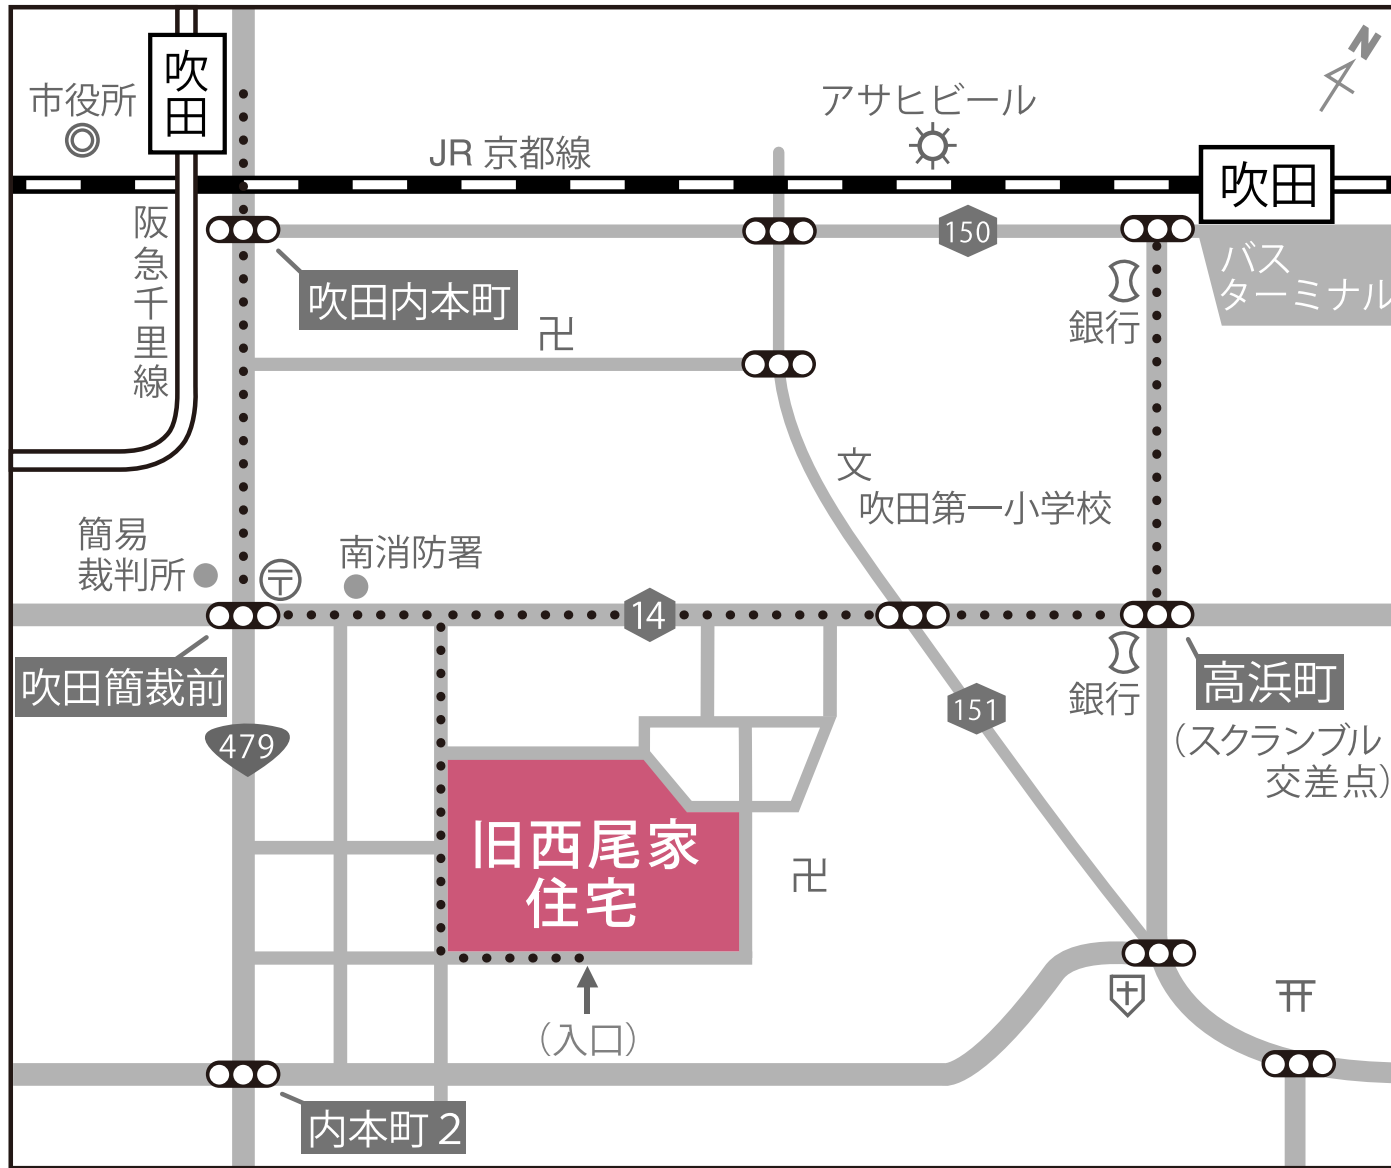 吹田
市役所
アサヒビール
N
JR 京都線
吹田
阪急千里線
150
バス
ターミナル
吹田内本町
卍
銀行
文
吹田第一小学校
簡易
裁判所
〒
南消防署
14
吹田簡裁前
高浜町
銀行
151
（スクランブル
交差点）
479
旧西尾家
住宅
卍
（入口）
内本町 2